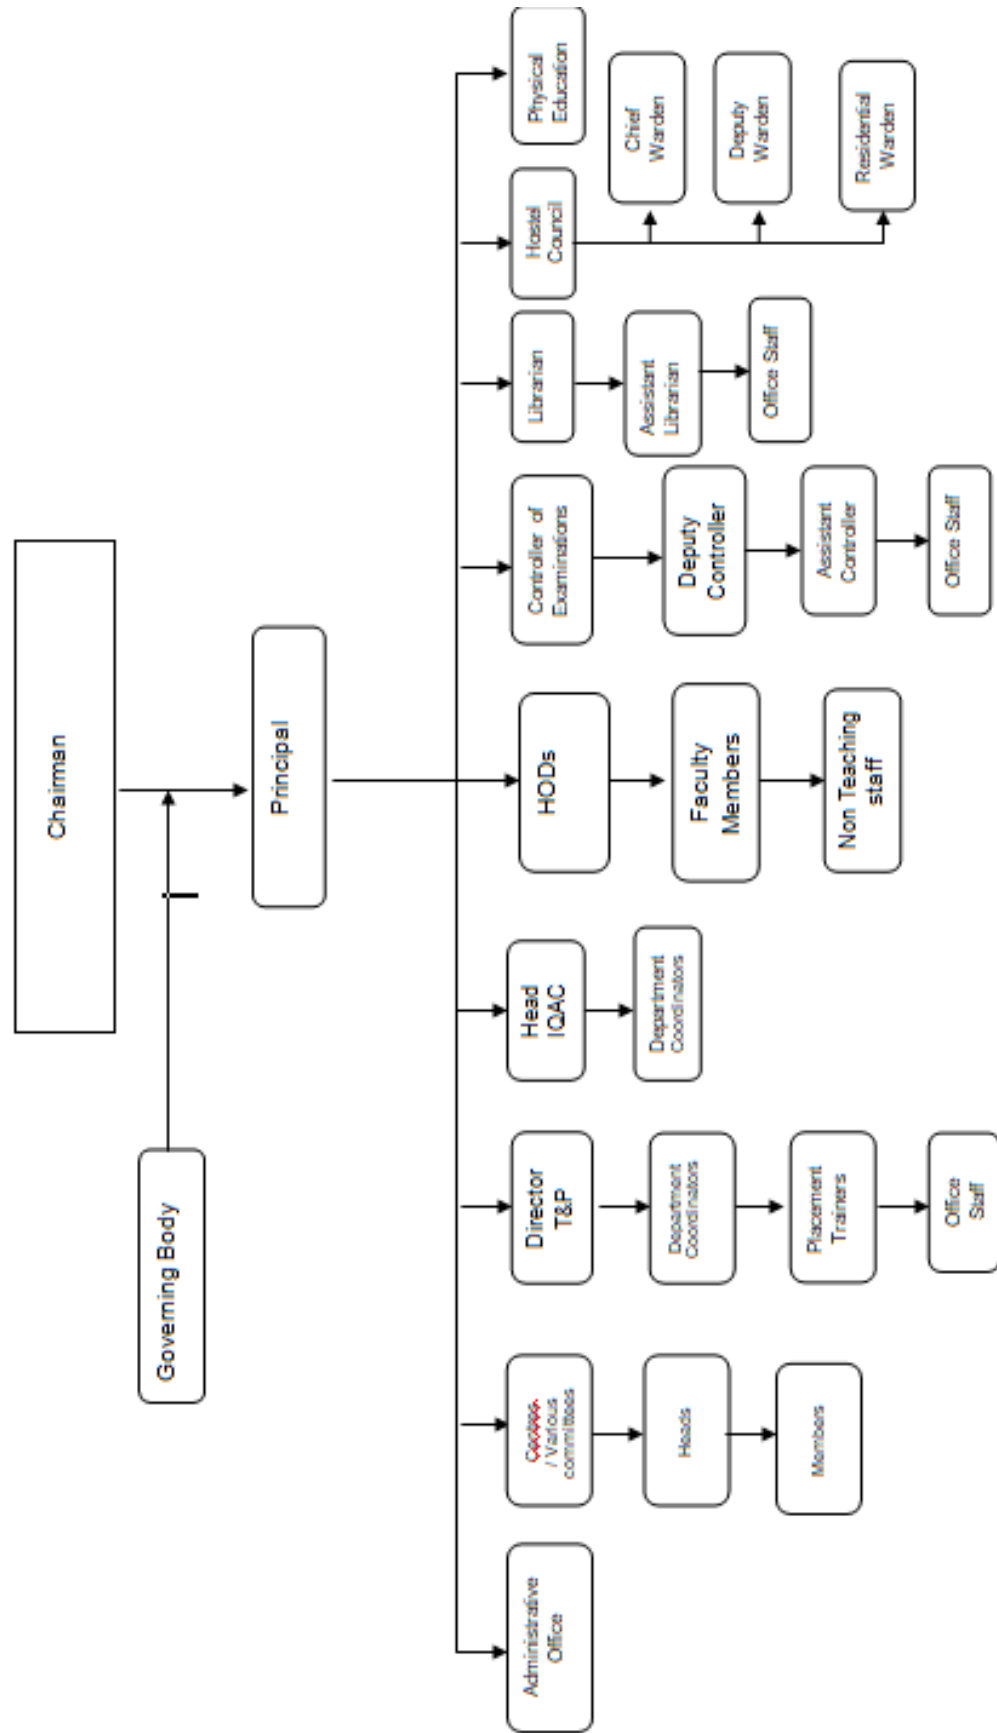 Chairman
Governing Body
Principal
Administrative
Office
/ Various
committees
Director
T&P
Head
IQAC
HODs
Controller of
Examinations
Librarian
Hostel
Council
Physical
Education
Heads
Department
Coordinators
Department
Coordinators
Faculty
Members
Deputy
Controller
Assistant
Librarian
Chief
Warden
Members
Placement
Trainers
Non Teaching
staff
Assistant
Controller
Office Staff
Deputy
Warden
Office
Staff
Office Staff
Residential
Warden